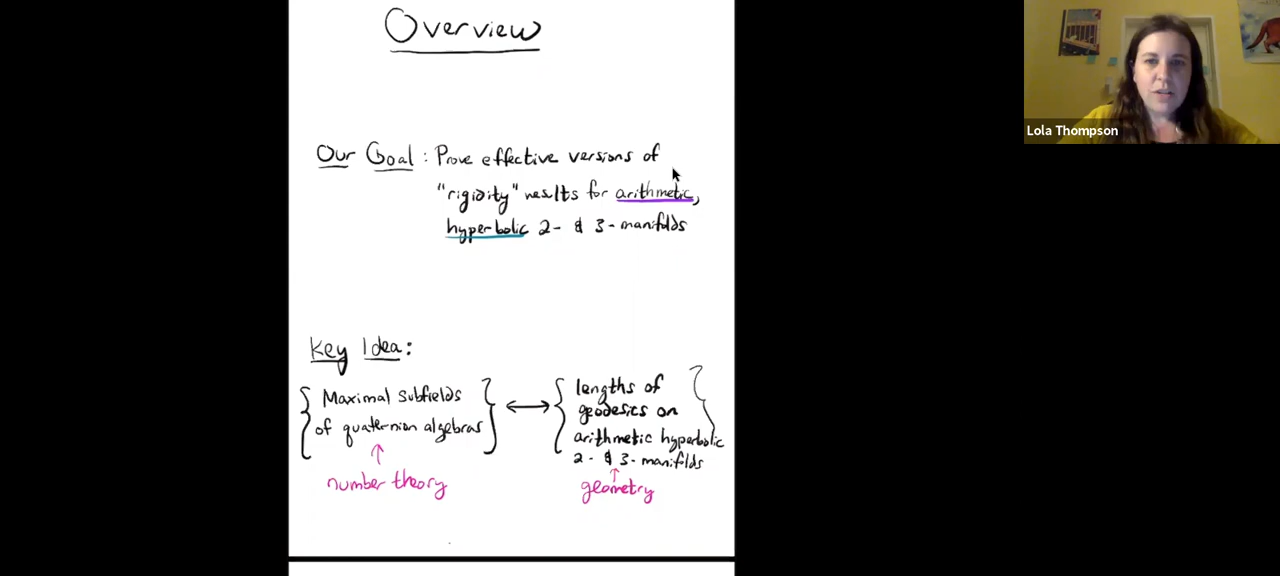 Overview
Our Goal: Prove effective versions of
"rigidity" results for arithmetic,
hyperbolic 2- & 3-manifolds
Key Idea:
{ Maximal subfields
of quaternion algebras } ↔ { lengths of
geodesics on
arithmetic hyperbolic
2- & 3-manifolds }
↑
number theory
↑
geometry
Lola Thompson